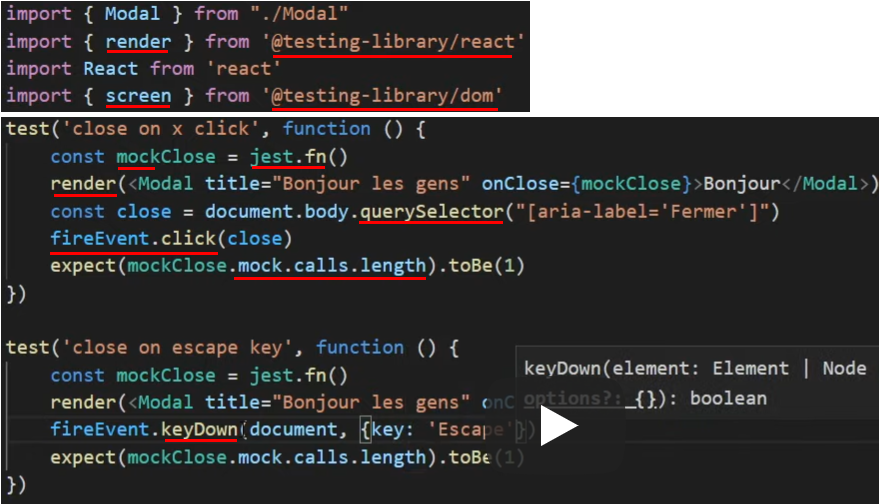 import { Modal } from "./Modal"
import { render } from '@testing-library/react'
import React from 'react'
import { screen } from '@testing-library/dom'
test('close on x click', function () {
const mockClose = jest.fn()
render(<Modal title="Bonjour les gens" onClose={mockClose}>Bonjour</Modal>)
const close = document.body.querySelector("[aria-label='Fermer']")
fireEvent.click(close)
expect(mockClose.mock.calls.length).toBe(1)
})
test('close on escape key', function () {
const mockClose = jest.fn()
keyDown(element: Element | Node
render(<Modal title="Bonjour les gens" onC
options?: {}): boolean
fireEvent.keyDown(document, {key: 'Escape'})
expect(mockClose.mock.calls.length).toBe(1)
})